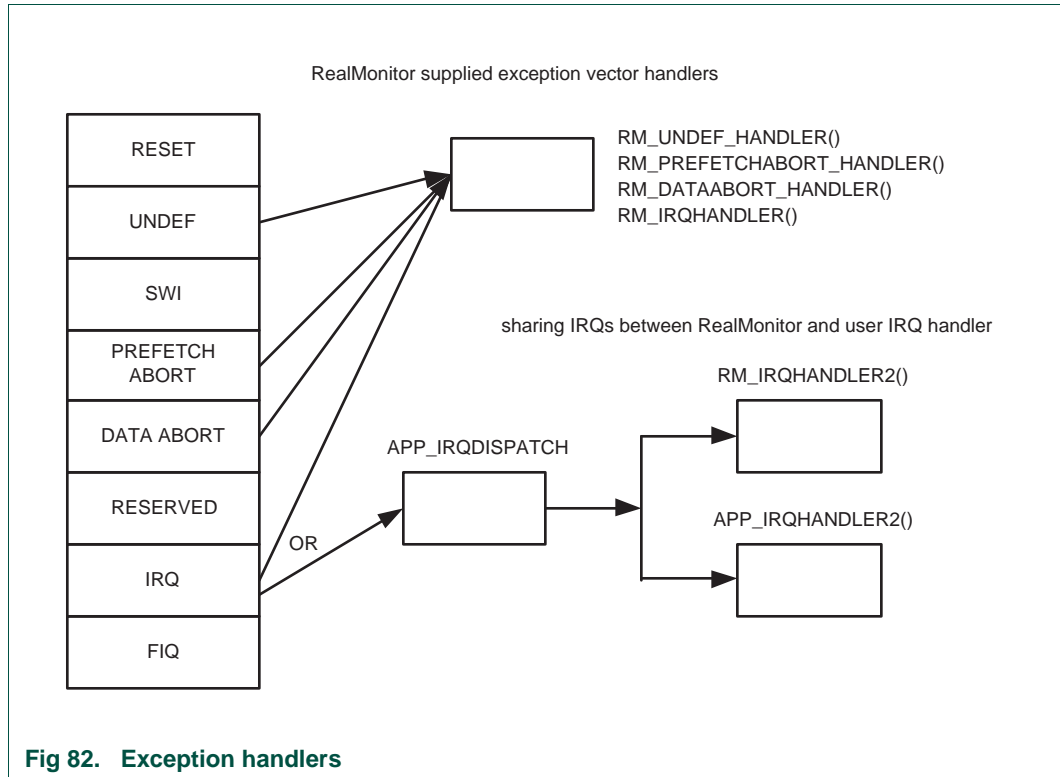 RealMonitor supplied exception vector handlers
RESET
UNDEF
SWI
PREFETCH
ABORT
DATA ABORT
RESERVED
IRQ
FIQ
RM_UNDEF_HANDLER()
RM_PREFETCHABORT_HANDLER()
RM_DATAABORT_HANDLER()
RM_IRQHANDLER()
sharing IRQs between RealMonitor and user IRQ handler
RM_IRQHANDLER2()
APP_IRQDISPATCH
APP_IRQHANDLER2()
OR
Fig 82. Exception handlers